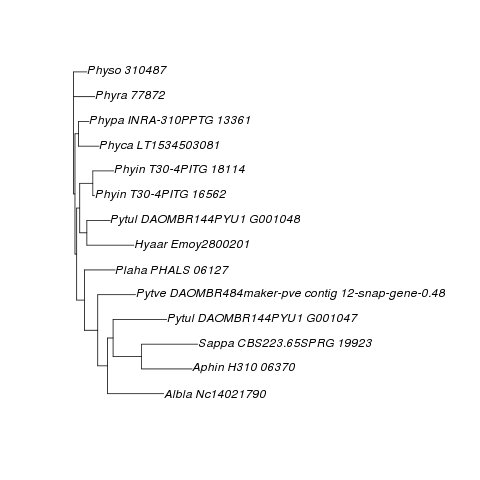 Physo 310487
Phyra 77872
Phypa INRA-310PPTG 13361
Phyca LT1534503081
Phyin T30-4PITG 18114
Phyin T30-4PITG 16562
Pytul DAOMBR144PYU1 G001048
Hyaar Emoy2800201
Plaha PHALS 06127
Pytve DAOMBR484maker-pve contig 12-snap-gene-0.48
Pytul DAOMBR144PYU1 G001047
Sappa CBS223.65SPRG 19923
Aphin H310 06370
Albla Nc14021790